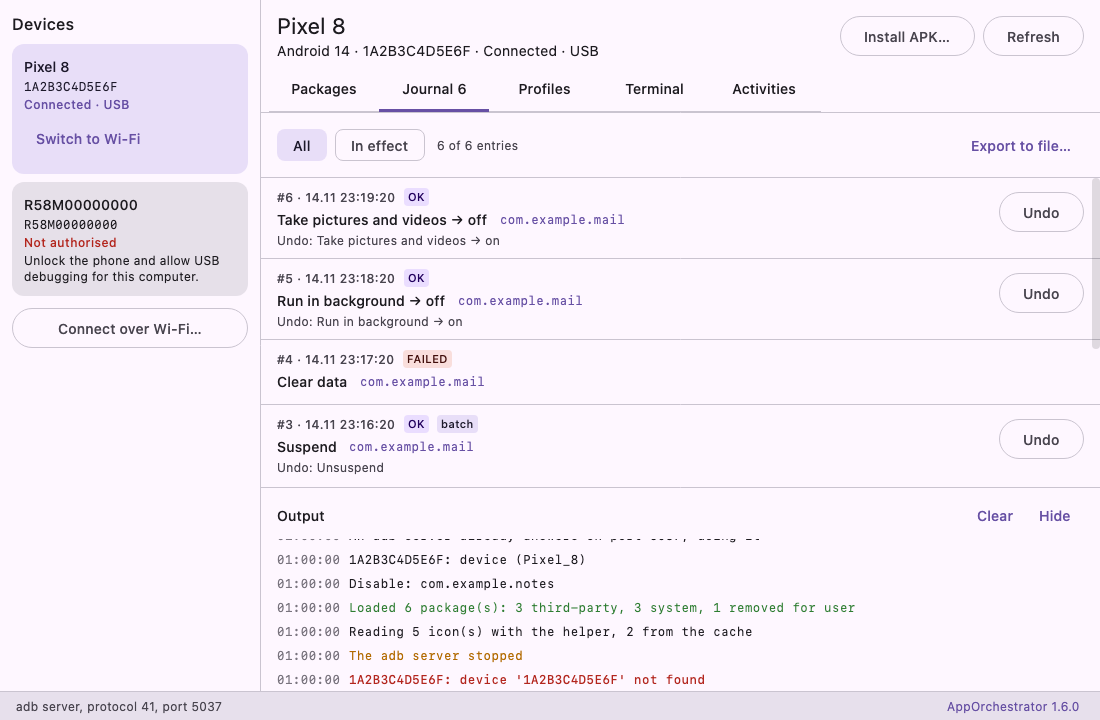 Devices
Pixel 8
1A2B3C4D5E6F
Connected · USB
Switch to Wi-Fi
R58M00000000
R58M00000000
Not authorised
Unlock the phone and allow USB
debugging for this computer.
Connect over Wi-Fi...
Pixel 8
Android 14 · 1A2B3C4D5E6F · Connected · USB
Install APK...
Refresh
Packages
Journal 6
Profiles
Terminal
Activities
All
In effect
6 of 6 entries
Export to file...
#6 · 14.11 23:19:20 OK
Take pictures and videos → off com.example.mail
Undo: Take pictures and videos → on
Undo
#5 · 14.11 23:18:20 OK
Run in background → off com.example.mail
Undo: Run in background → on
Undo
#4 · 14.11 23:17:20 FAILED
Clear data com.example.mail
#3 · 14.11 23:16:20 OK batch
Suspend com.example.mail
Undo: Unsuspend
Undo
Output
Clear
Hide
01:00:00 1A2B3C4D5E6F: device (Pixel_8)
01:00:00 Disable: com.example.notes
01:00:00 Loaded 6 package(s): 3 third-party, 3 system, 1 removed for user
01:00:00 Reading 5 icon(s) with the helper, 2 from the cache
01:00:00 The adb server stopped
01:00:00 1A2B3C4D5E6F: device '1A2B3C4D5E6F' not found
adb server, protocol 41, port 5037
AppOrchestrator 1.6.0